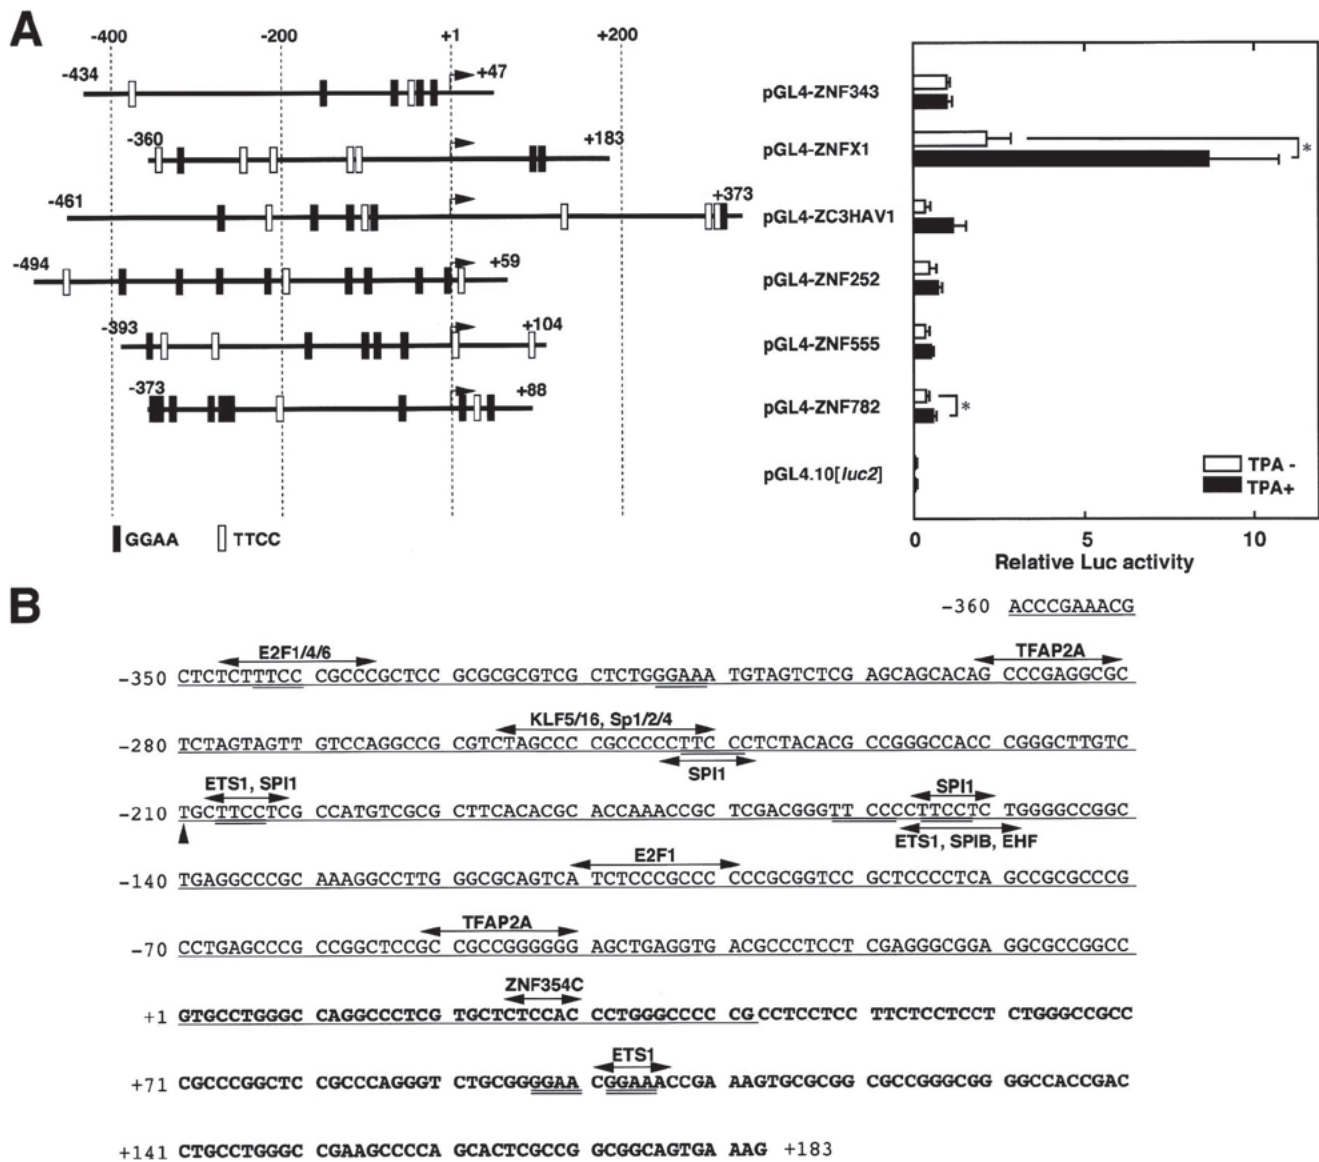 A
-400 -200 +1 +200
-434 +47
-360 +183
-461 +373
-494 +59
-393 +104
-373 +88
GGAA TTCC
pGL4-ZNF343
pGL4-ZNFX1
pGL4-ZC3HAV1
pGL4-ZNF252
pGL4-ZNF555
pGL4-ZNF782
pGL4.10[luc2]
*
*
TPA -
TPA+
0 5 10
Relative Luc activity
B
-360 ACCCGAAACG
E2F1/4/6 TFAP2A
-350 CTCTCTTTCC CGCCCGCTCC GCGCGCGTCG CTCTGGGAAA TGTAGTCTCG AGCAGCACAG CCCGAGGCGC
KLF5/16, Sp1/2/4
-280 TCTAGTAGTT GTCCAGGCCG CGTCTAGCCC CGCCCCCTTC CCTCTACACG CCGGGCCACC CGGGCTTGTC
SPI1
ETS1, SPI1 SPI1
-210 TGCTTCCTCG CCATGTCGCG CTTCACACGC ACCAAACCGC TCGACGGGTT CCCCCTTCCTC TGGGGCCGGC
ETS1, SPIB, EHF
E2F1
-140 TGAGGCCCGC AAAGGCCTTG GGCGCAGTCA TCTCCCGCCC CCCGCGGTCC GCTCCCCTCA GCCGCGCCCG
TFAP2A
-70 CCTGAGCCCG CCGGCTCCGC CGCCGGGGGG AGCTGAGGTG ACGCCCTCCT CGAGGGCGGA GGCGCCGGCC
ZNF354C
+1 GTGCCTGGGC CAGGCCCTCG TGCTCTCCAC CCTGGGCCCC CGCCTCCTCC TTCTCCTCCT CTGGGCCGCC
ETS1
+71 CGCCCGGCTC CGCCCAGGGT CTGCGGGGAA CGGAAACCGA AAGTGCGCGG CGCCGGGCGG GGCCACCGAC
+141 CTGCCTGGGC CGAAGCCCCA GCACTCGCCG GCGGCAGTGA AAG +183